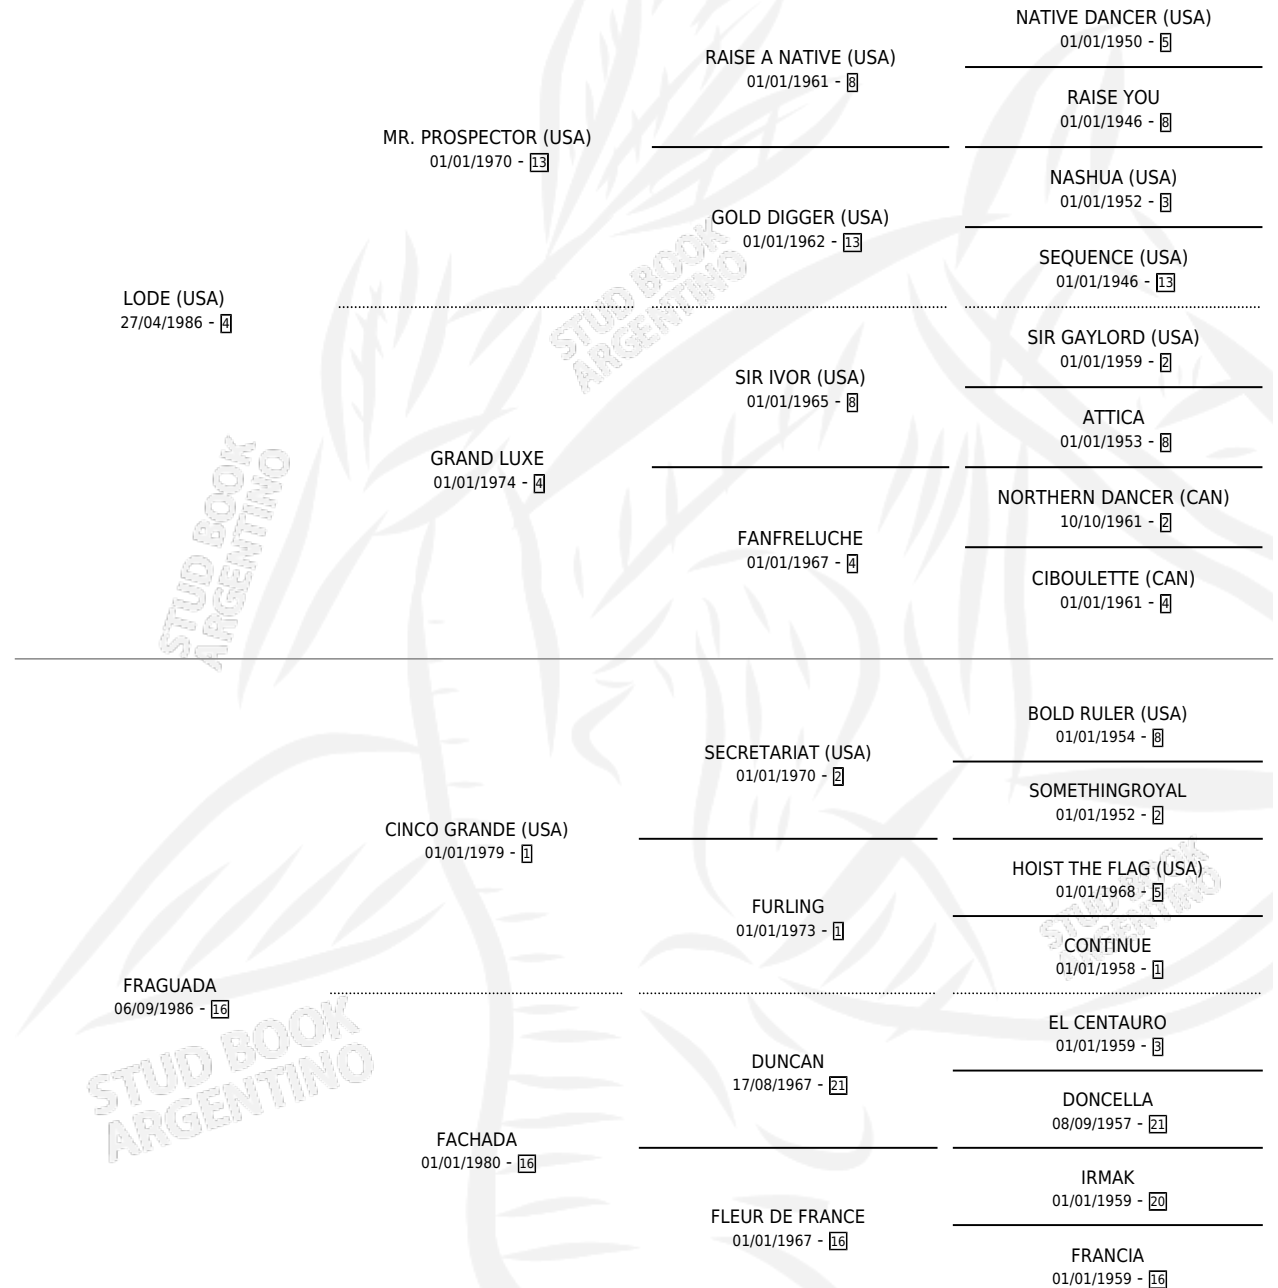 NATIVE DANCER (USA)
01/01/1950 - 5
RAISE A NATIVE (USA)
01/01/1961 - 8
RAISE YOU
01/01/1946 - 8
MR. PROSPECTOR (USA)
01/01/1970 - 13
NASHUA (USA)
01/01/1952 - 3
GOLD DIGGER (USA)
01/01/1962 - 13
SEQUENCE (USA)
01/01/1946 - 13
LODE (USA)
27/04/1986 - 4
STUD BOOK
ARGENTINO
SIR GAYLORD (USA)
01/01/1959 - 2
SIR IVOR (USA)
01/01/1965 - 8
ATTICA
01/01/1953 - 8
GRAND LUXE
01/01/1974 - 4
NORTHERN DANCER (CAN)
10/10/1961 - 2
FANFRELUCHE
01/01/1967 - 4
CIBOULETTE (CAN)
01/01/1961 - 4
STUD BOOK
ARGENTINO
BOLD RULER (USA)
01/01/1954 - 8
SECRETARIAT (USA)
01/01/1970 - 2
SOMETHINGROYAL
01/01/1952 - 2
CINCO GRANDE (USA)
01/01/1979 - 1
HOIST THE FLAG (USA)
01/01/1968 - 5
FURLING
01/01/1973 - 1
STUD BOOK
ARGENTINO
CONTINUE
01/01/1958 - 1
FRAGUADA
06/09/1986 - 16
STUD BOOK
ARGENTINO
EL CENTAURO
01/01/1959 - 3
DUNCAN
17/08/1967 - 21
DONCELLA
08/09/1957 - 21
FACHADA
01/01/1980 - 16
IRMAK
01/01/1959 - 20
FLEUR DE FRANCE
01/01/1967 - 16
FRANCIA
01/01/1959 - 16